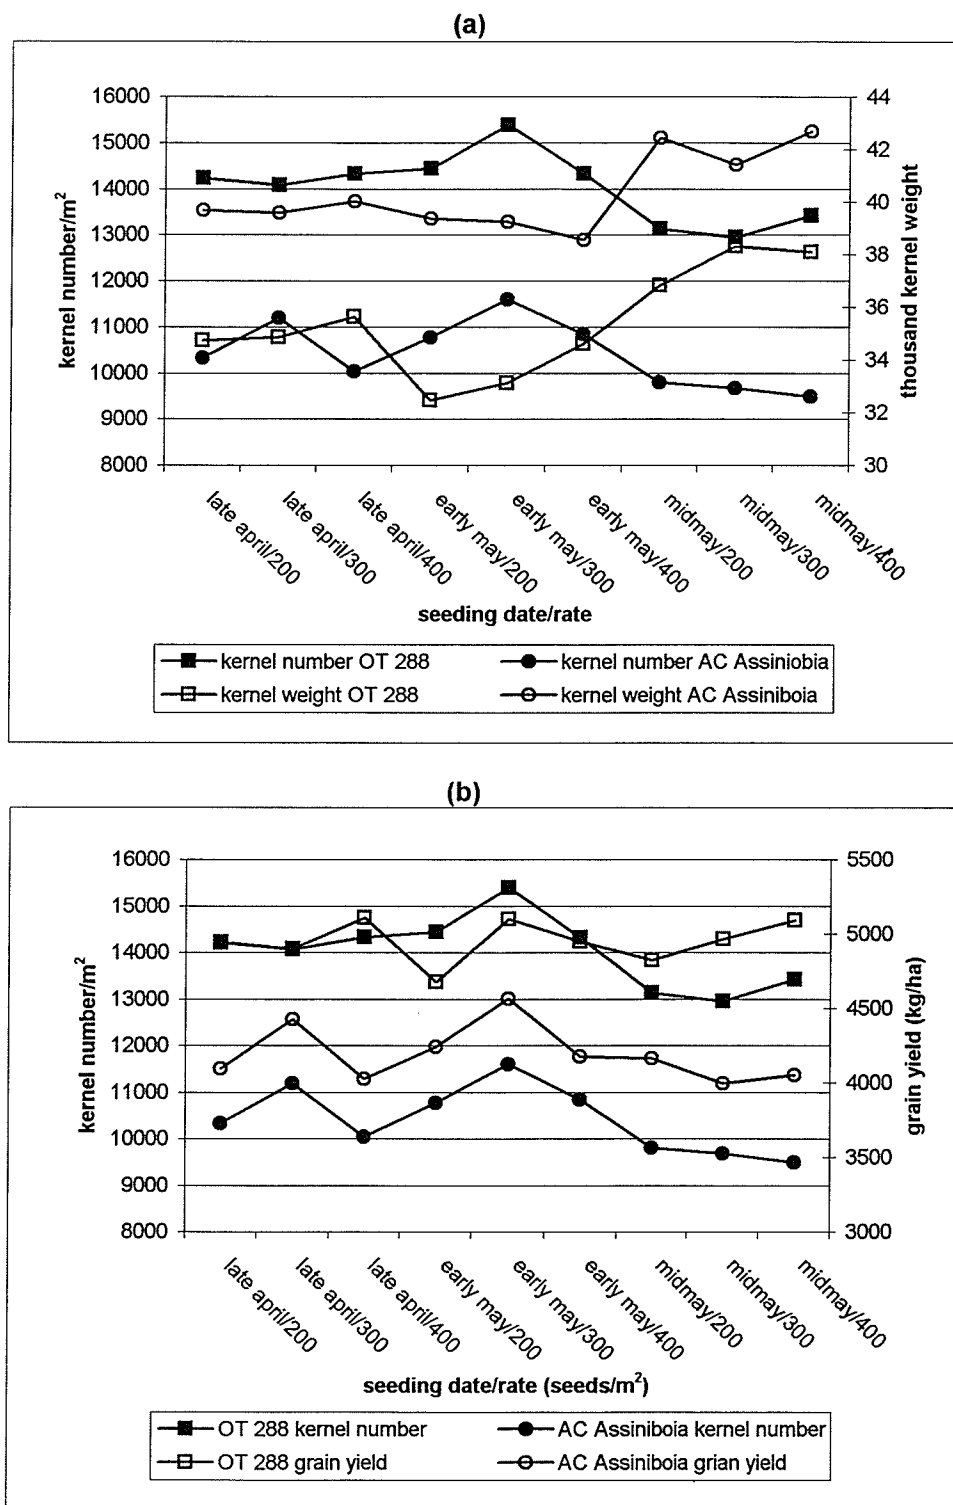 (a)
16000
15000
14000
13000
12000
11000
10000
9000
8000
kernel number/m²
44
42
40
38
36
34
32
30
thousand kernel weight
late april/200
late april/300
late april/400
early may/200
early may/300
early may/400
midmay/200
midmay/300
midmay/400
seeding date/rate
kernel number OT 288
kernel number AC Assiniobia
kernel weight OT 288
kernel weight AC Assiniboia
(b)
16000
15000
14000
13000
12000
11000
10000
9000
8000
kernel number/m²
5500
5000
4500
4000
3500
3000
grain yield (kg/ha)
late april/200
late april/300
late april/400
early may/200
early may/300
early may/400
midmay/200
midmay/300
midmay/400
seeding date/rate (seeds/m²)
OT 288 kernel number
AC Assiniboia kernel number
OT 288 grain yield
AC Assiniboia grian yield